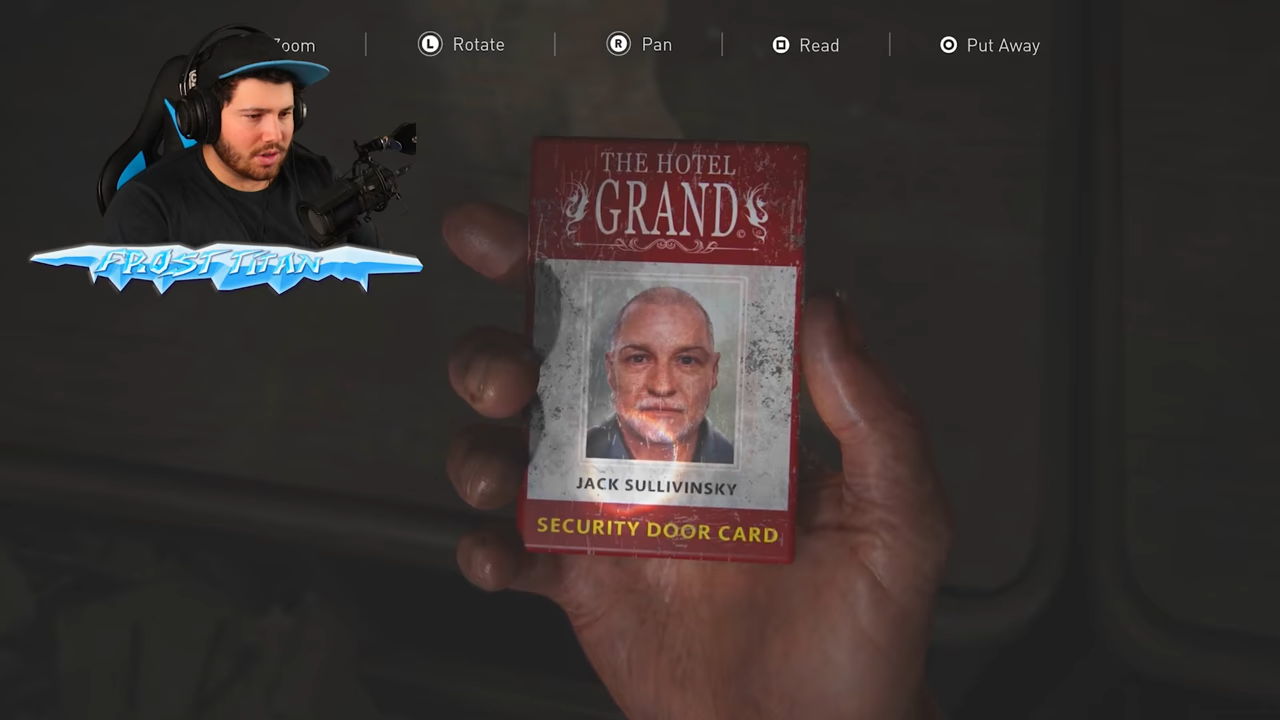 Zoom
L Rotate
R Pan
Read
Put Away
FROST TITAN
THE HOTEL
GRAND©
JACK SULLIVINSKY
SECURITY DOOR CARD